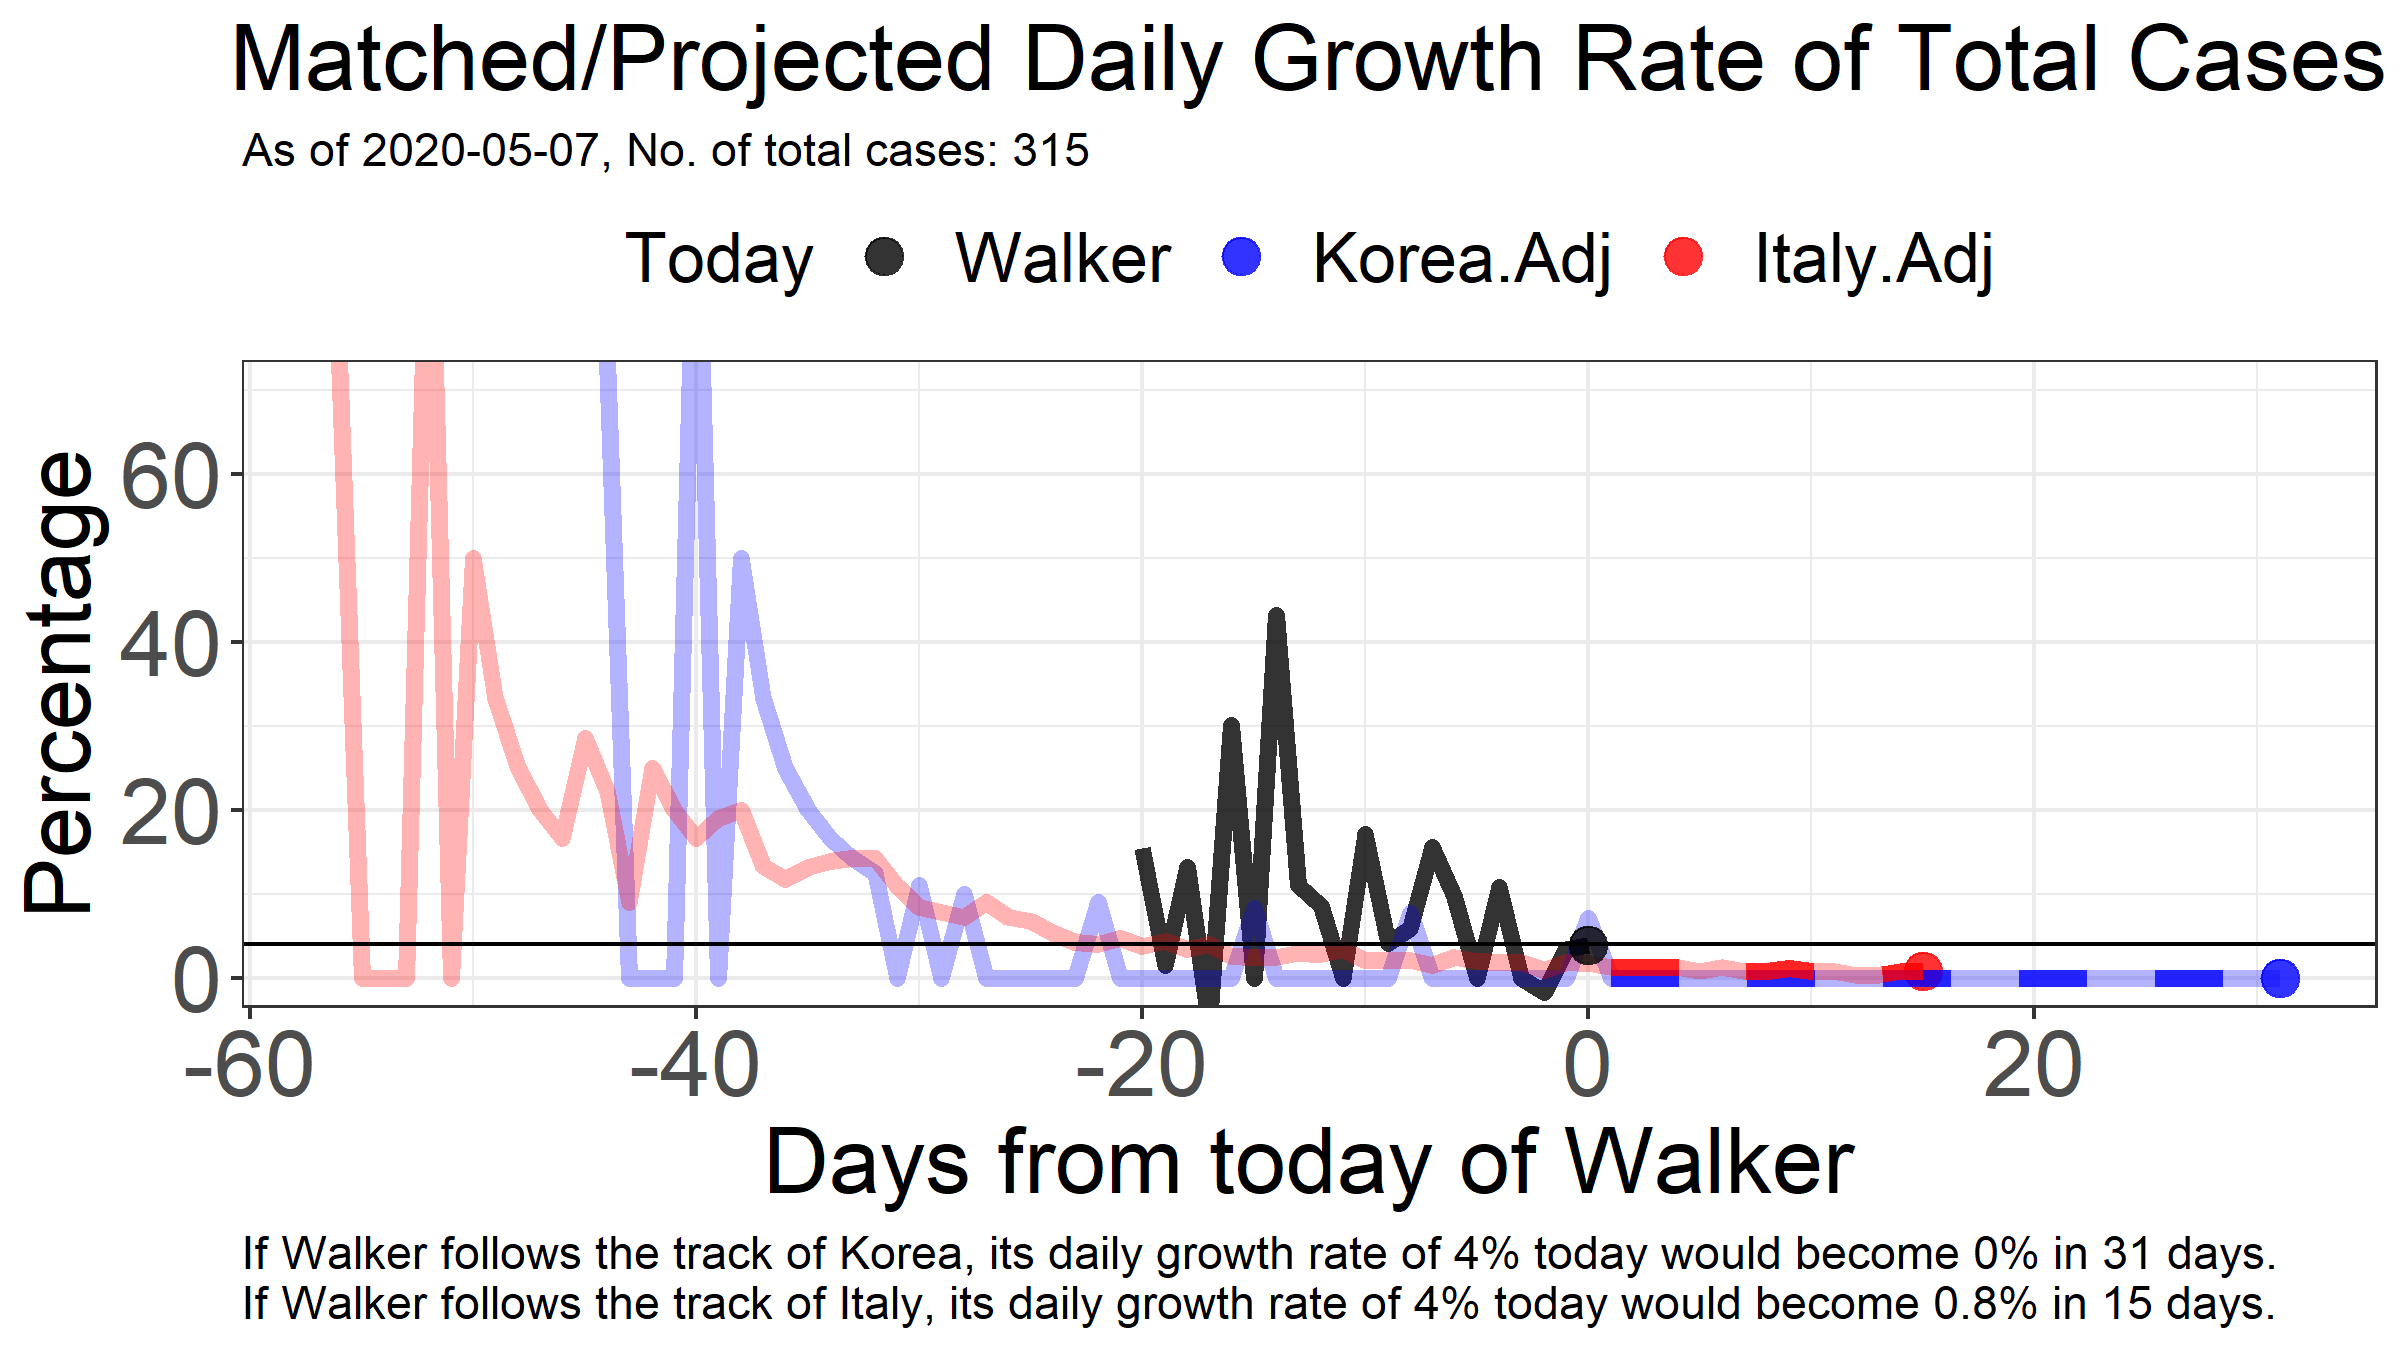 Matched/Projected Daily Growth Rate of Total Cases
As of 2020-05-07, No. of total cases: 315
Today Walker Korea.Adj Italy.Adj
Percentage
60
40
20
0
-60 -40 -20 0 20
Days from today of Walker
If Walker follows the track of Korea, its daily growth rate of 4% today would become 0% in 31 days.
If Walker follows the track of Italy, its daily growth rate of 4% today would become 0.8% in 15 days.